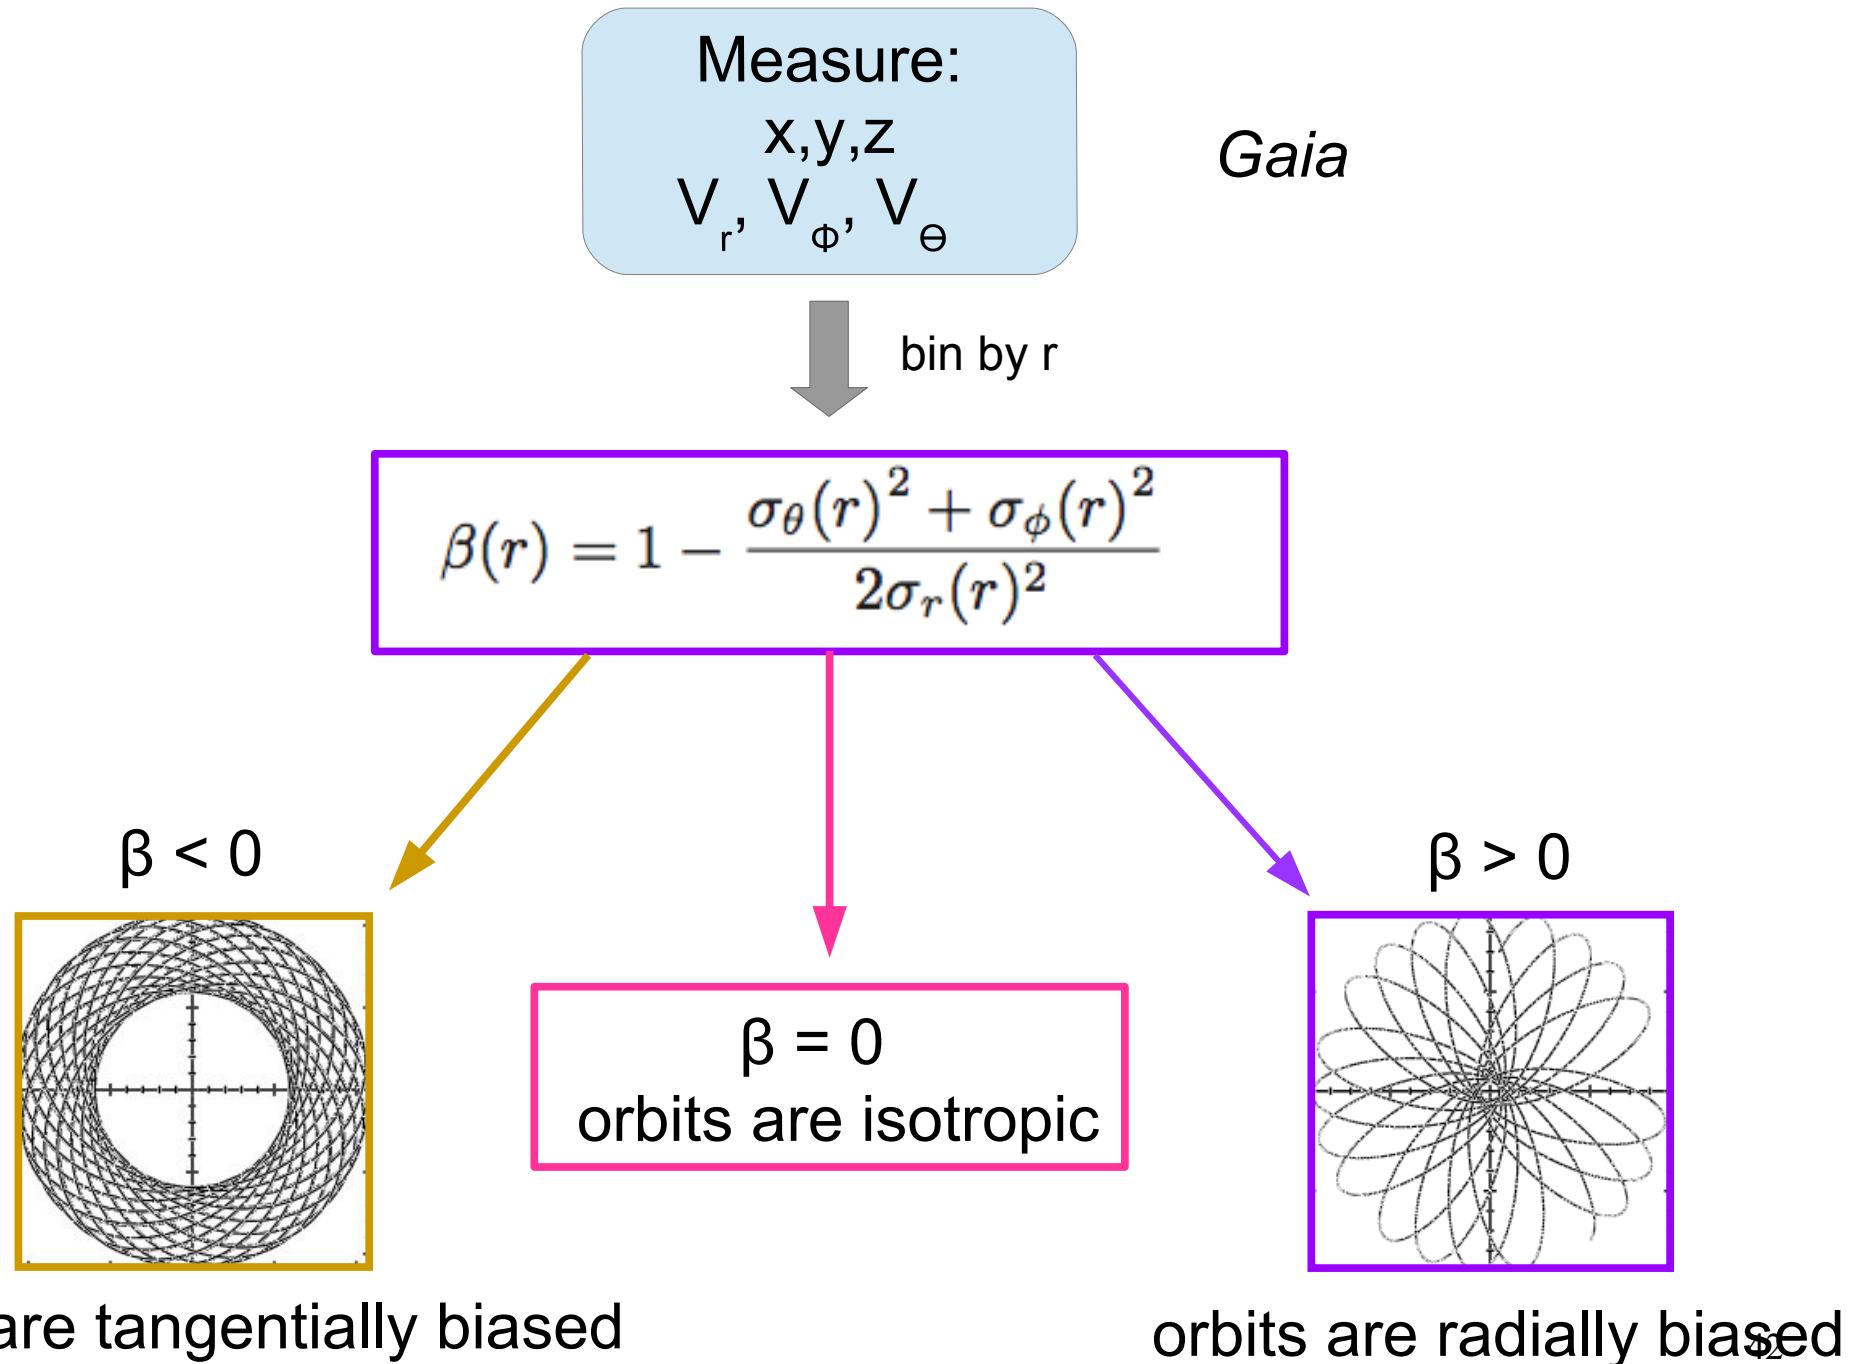 Measure:
x,y,z
V_r, V_Φ, V_Θ
Gaia
bin by r
β(r) = 1 − (σ_θ(r)² + σ_ϕ(r)²) / (2σ_r(r)²)
β < 0
β > 0
β = 0
orbits are isotropic
are tangentially biased
orbits are radially biased
42